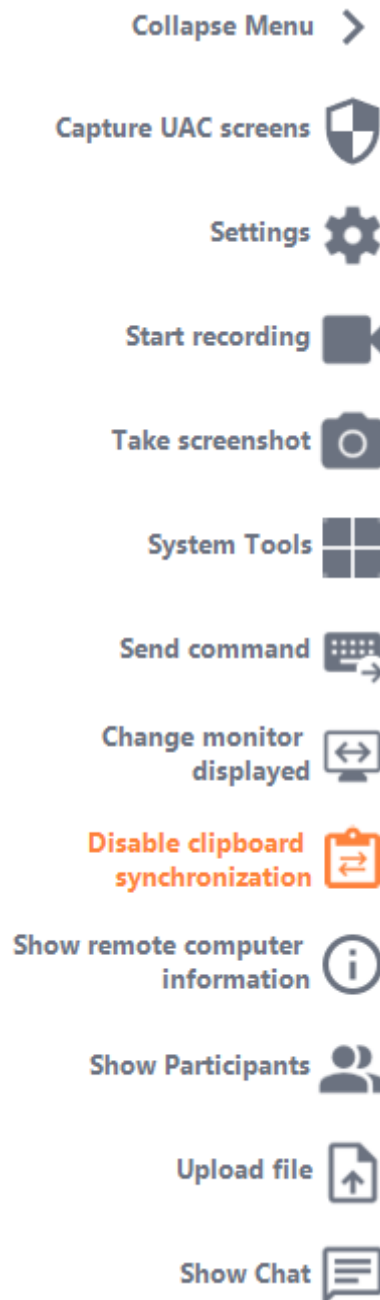 Collapse Menu
Capture UAC screens
Settings
Start recording
Take screenshot
System Tools
Send command
Change monitor
displayed
Disable clipboard
synchronization
Show remote computer
information
Show Participants
Upload file
Show Chat